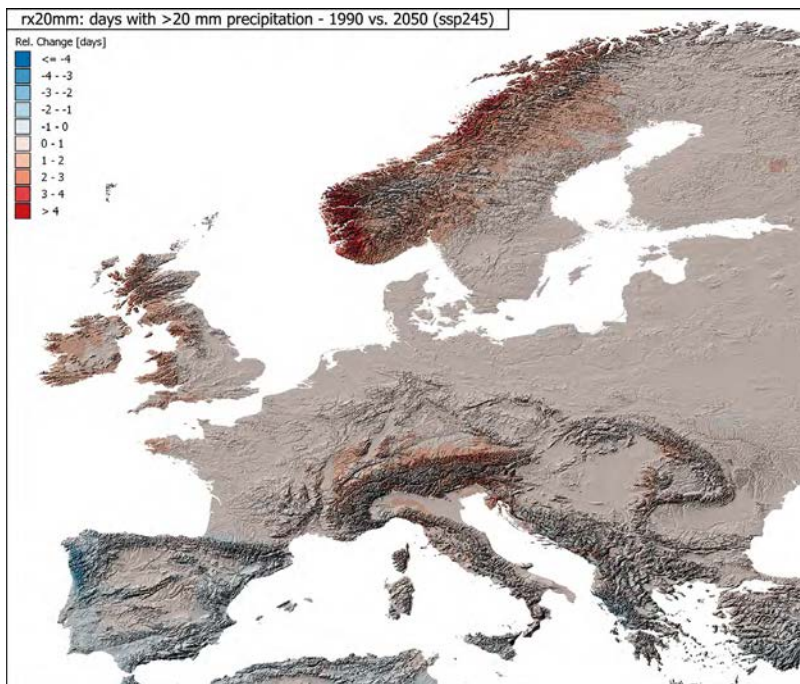 rx20mm: days with >20 mm precipitation - 1990 vs. 2050 (ssp245)
Rel. Change [days]
<= -4
-4 - -3
-3 - -2
-2 - -1
-1 - 0
0 - 1
1 - 2
2 - 3
3 - 4
> 4